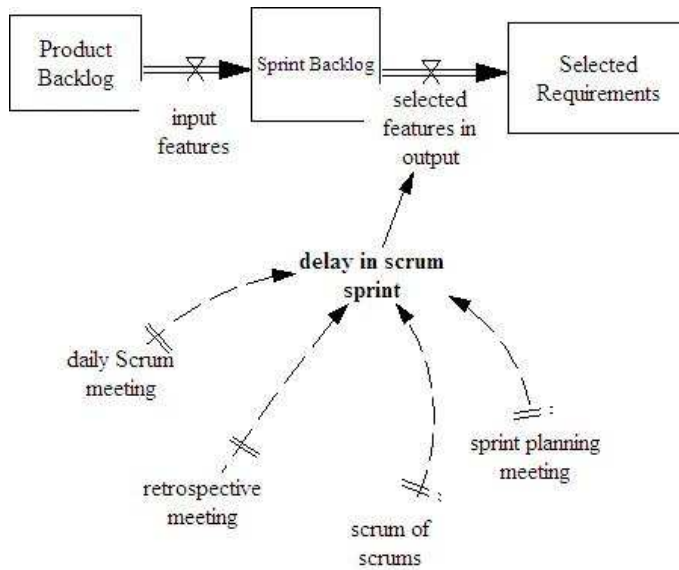 Product
Backlog
Sprint Backlog
Selected
Requirements
input
features
selected
features in
output
delay in scrum
sprint
daily Scrum
meeting
retrospective
meeting
scrum of
scrums
sprint planning
meeting